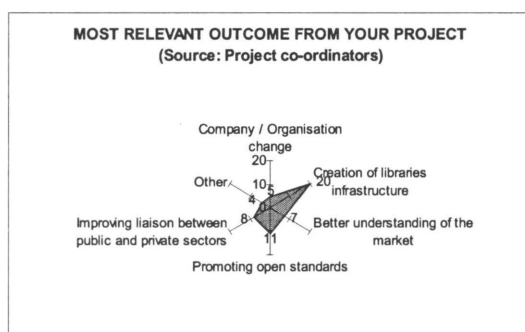 MOST RELEVANT OUTCOME FROM YOUR PROJECT
(Source: Project co-ordinators)
Company / Organisation
change
20
10
5
0
Creation of libraries
infrastructure
20
Other
4
Improving liaison between
public and private sectors
8
7
Better understanding of the
market
11
Promoting open standards